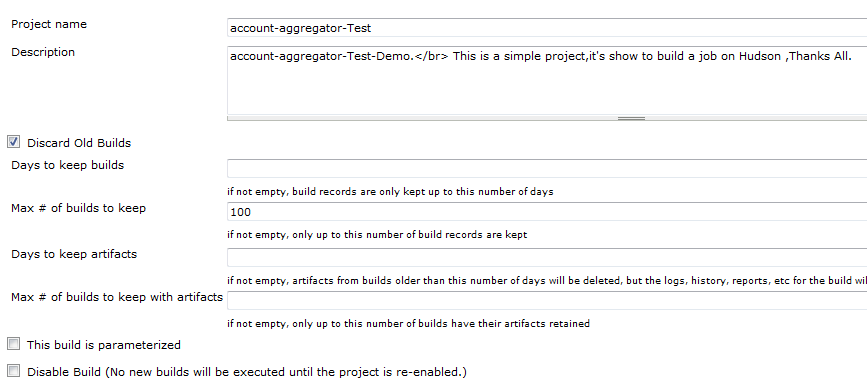 Project name
account-aggregator-Test
Description
account-aggregator-Test-Demo.</br> This is a simple project,it's show to build a job on Hudson ,Thanks All.
Discard Old Builds
Days to keep builds
if not empty, build records are only kept up to this number of days
Max # of builds to keep
100
if not empty, only up to this number of build records are kept
Days to keep artifacts
if not empty, artifacts from builds older than this number of days will be deleted, but the logs, history, reports, etc for the build wil
Max # of builds to keep with artifacts
if not empty, only up to this number of builds have their artifacts retained
This build is parameterized
Disable Build (No new builds will be executed until the project is re-enabled.)